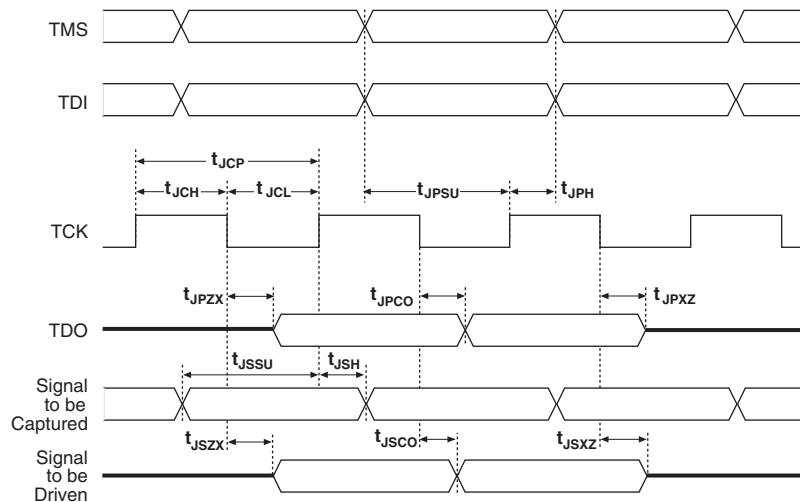 TMS
TDI
tJCP
tJCH
tJCL
tJPSU
tJPH
TCK
tJPZX
tJPCO
tJPXZ
TDO
tJSSU
tJSH
Signal
to be
Captured
tJSZX
tJSCO
tJSXZ
Signal
to be
Driven